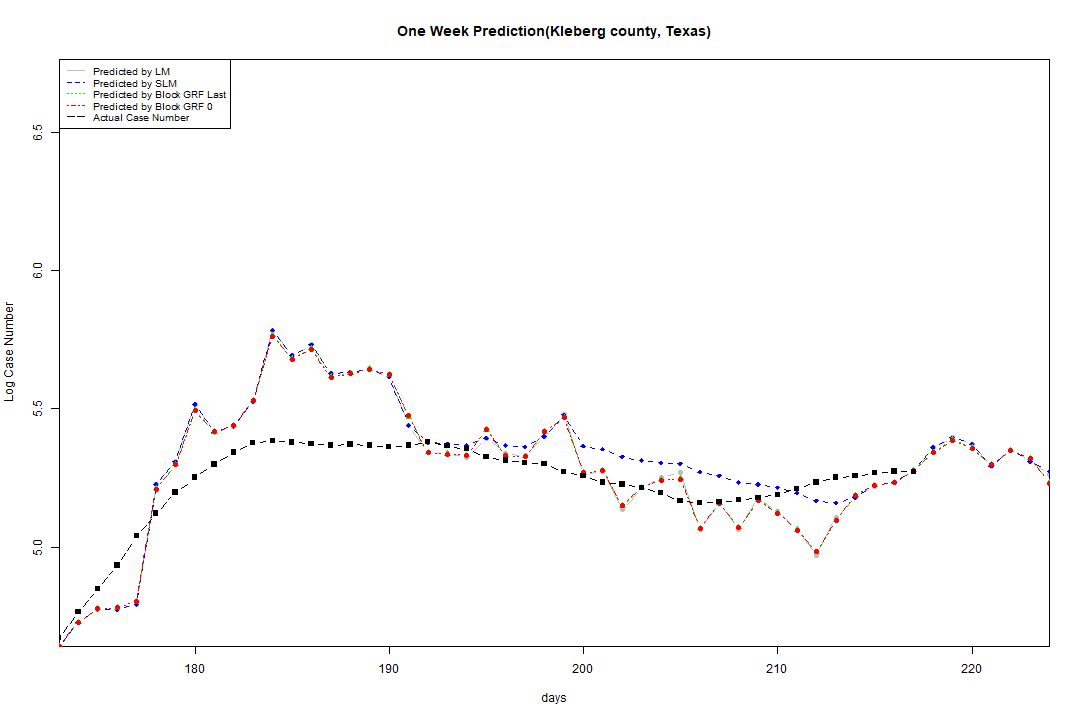 One Week Prediction(Kleberg county, Texas)
Predicted by LM
Predicted by SLM
Predicted by Block GRF Last
Predicted by Block GRF 0
Actual Case Number
6.5
6.0
5.5
5.0
Log Case Number
180 190 200 210 220
days